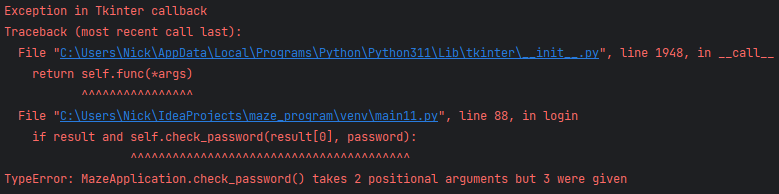 Exception in Tkinter callback
Traceback (most recent call last):
  File "C:\Users\Nick\AppData\Local\Programs\Python\Python311\Lib\tkinter\__init__.py", line 1948, in __call__
    return self.func(*args)
           ^^^^^^^^^^^^^^^^
  File "C:\Users\Nick\IdeaProjects\maze_program\venv\main11.py", line 88, in login
    if result and self.check_password(result[0], password):
                  ^^^^^^^^^^^^^^^^^^^^^^^^^^^^^^^^^^^^^^^^
TypeError: MazeApplication.check_password() takes 2 positional arguments but 3 were given